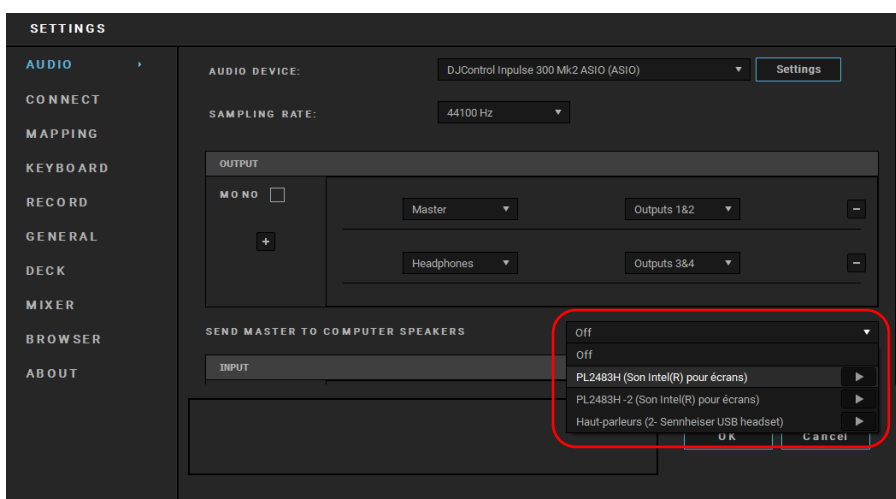 SETTINGS
AUDIO
CONNECT
MAPPING
KEYBOARD
RECORD
GENERAL
DECK
MIXER
BROWSER
ABOUT
AUDIO DEVICE: DJControl Inpulse 300 Mk2 ASIO (ASIO) Settings
SAMPLING RATE: 44100 Hz
OUTPUT
MONO
+
Master Outputs 1&2 -
Headphones Outputs 3&4 -
SEND MASTER TO COMPUTER SPEAKERS Off
Off
PL2483H (Son Intel(R) pour écrans)
PL2483H -2 (Son Intel(R) pour écrans)
Haut-parleurs (2- Sennheiser USB headset)
INPUT
OK Cancel